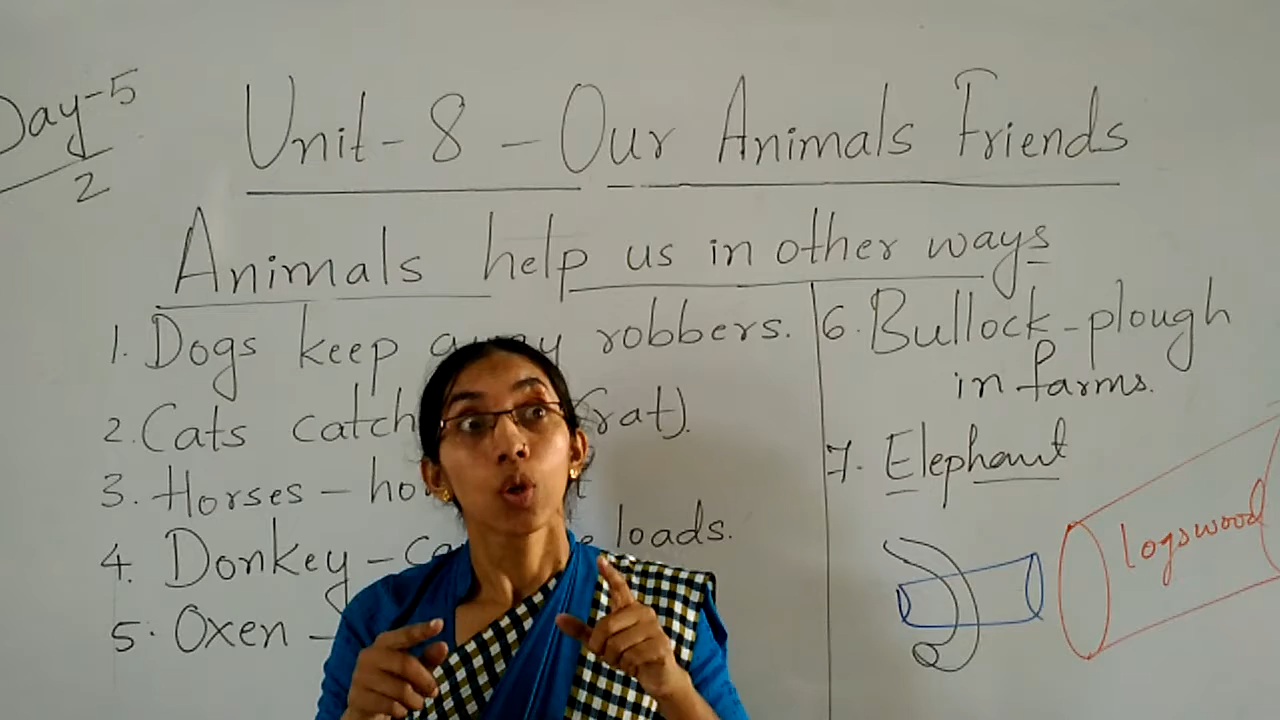 Day-5
2
Unit-8-Our Animals Friends
Animals help us in other ways
1. Dogs keep away robbers.
2. Cats catch (rat).
3. Horses -
4. Donkey - loads.
5. Oxen -
6. Bullock-plough
in farms.
7. Elephant
logswood